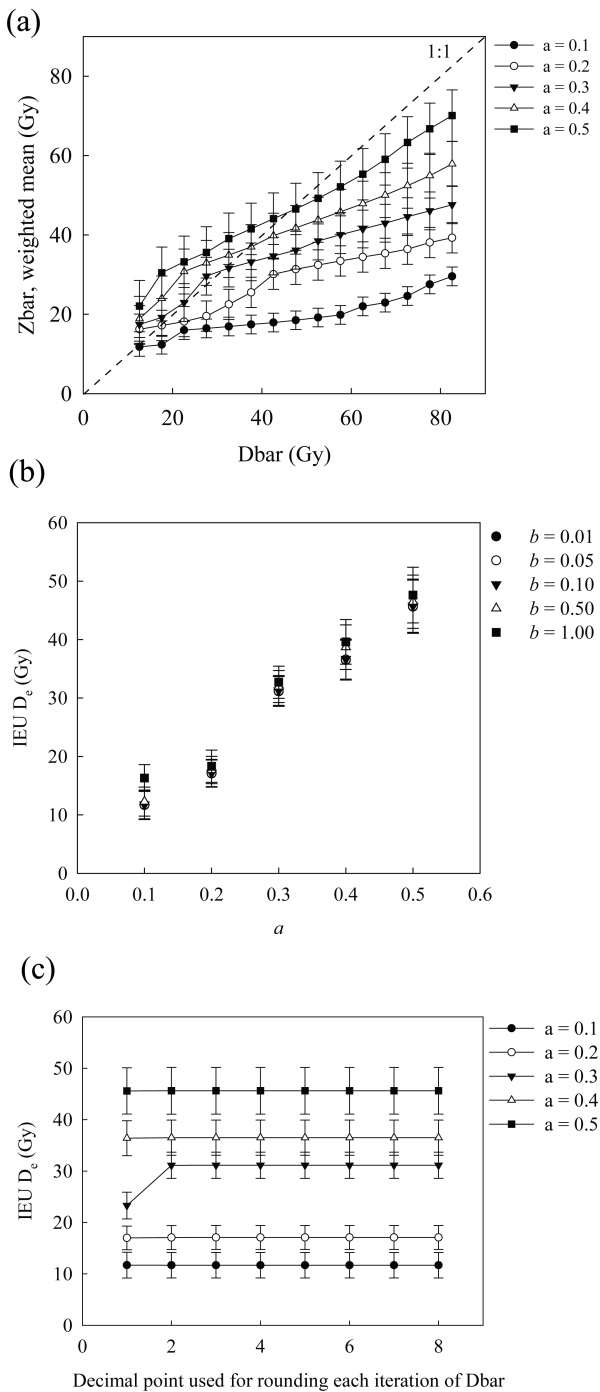 (a)
1:1
a = 0.1
a = 0.2
a = 0.3
a = 0.4
a = 0.5
Zbar, weighted mean (Gy)
80
60
40
20
0
0 20 40 60 80
Dbar (Gy)
(b)
b = 0.01
b = 0.05
b = 0.10
b = 0.50
b = 1.00
IEU De (Gy)
60
50
40
30
20
10
0
0.0 0.1 0.2 0.3 0.4 0.5 0.6
a
(c)
a = 0.1
a = 0.2
a = 0.3
a = 0.4
a = 0.5
IEU De (Gy)
60
50
40
30
20
10
0
0 2 4 6 8
Decimal point used for rounding each iteration of Dbar